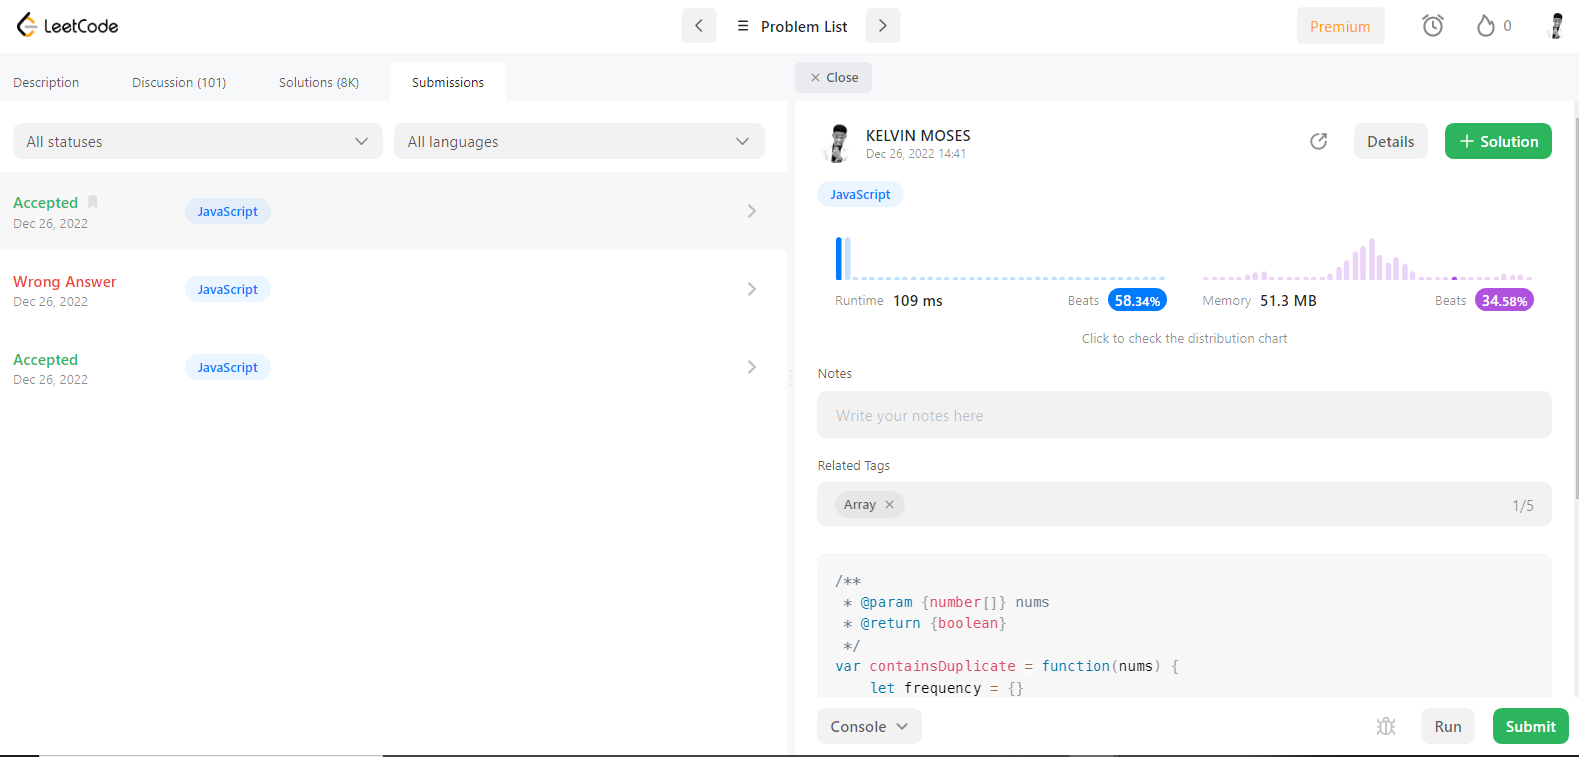 LeetCode
Problem List
Premium
0
Description
Discussion (101)
Solutions (8K)
Submissions
All statuses
All languages
Accepted
Dec 26, 2022
JavaScript
Wrong Answer
Dec 26, 2022
JavaScript
Accepted
Dec 26, 2022
JavaScript
Close
KELVIN MOSES
Dec 26, 2022 14:41
Details
Solution
JavaScript
Runtime 109 ms
Beats 58.34%
Memory 51.3 MB
Beats 34.58%
Click to check the distribution chart
Notes
Write your notes here
Related Tags
Array
1/5
/**
* @param {number[]} nums
* @return {boolean}
*/
var containsDuplicate = function(nums) {
let frequency = {}
Console
Run
Submit